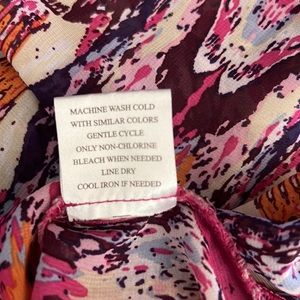 MACHINE WASH COLD
WITH SIMILAR COLORS
GENTLE CYCLE
ONLY NON-CHLORINE
BLEACH WHEN NEEDED
LINE DRY
COOL IRON IF NEEDED